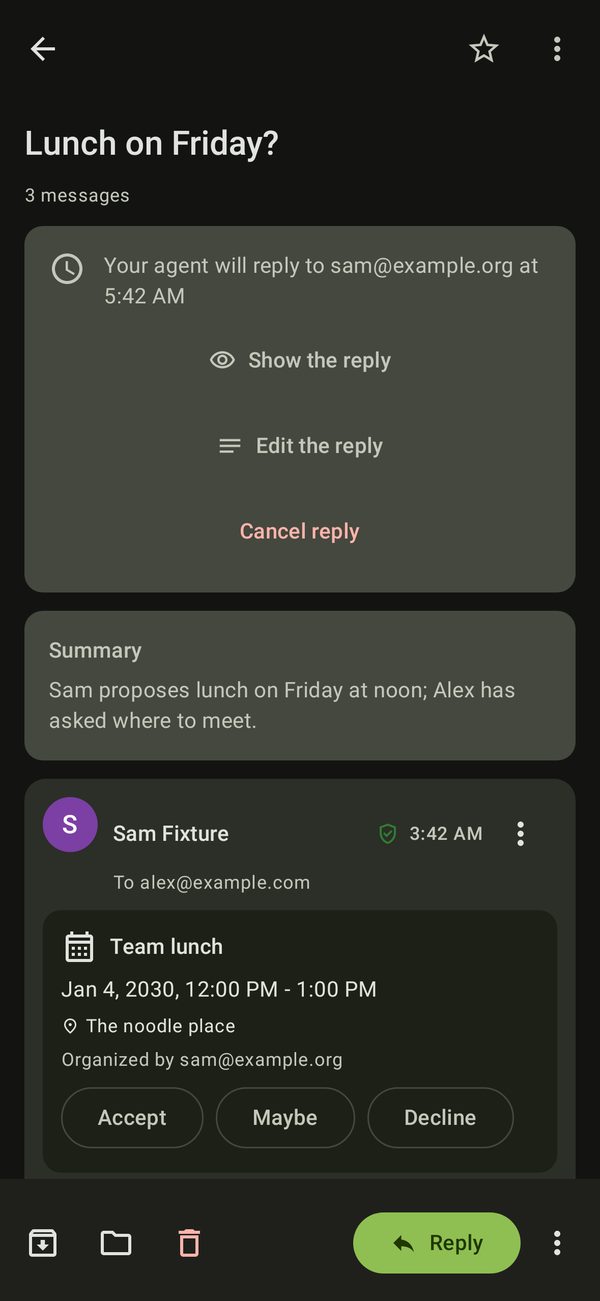 Lunch on Friday?
3 messages
Your agent will reply to sam@example.org at
5:42 AM
Show the reply
Edit the reply
Cancel reply
Summary
Sam proposes lunch on Friday at noon; Alex has
asked where to meet.
S
Sam Fixture
3:42 AM
To alex@example.com
Team lunch
Jan 4, 2030, 12:00 PM - 1:00 PM
The noodle place
Organized by sam@example.org
Accept
Maybe
Decline
Reply